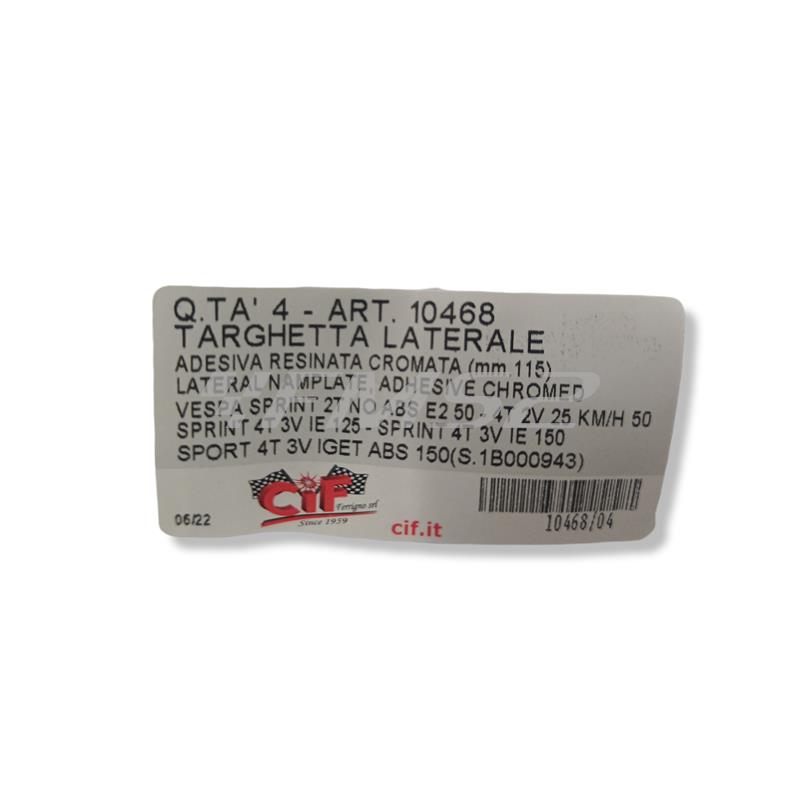 Q.TA' 4 - ART. 10468
TARGHETTA LATERALE
ADESIVA RESINATA CROMATA (mm.115)
LATERAL NAMPLATE, ADHESIVE CHROMED
VESPA SPRINT 2T NO ABS E2 50 - 4T 2V 25 KM/H 50
SPRINT 4T 3V IE 125 - SPRINT 4T 3V IE 150
SPORT 4T 3V IGET ABS 150(S.1B000943)
06/22
CiF
Ferrigno srl
Since 1959
cif.it
10468/04